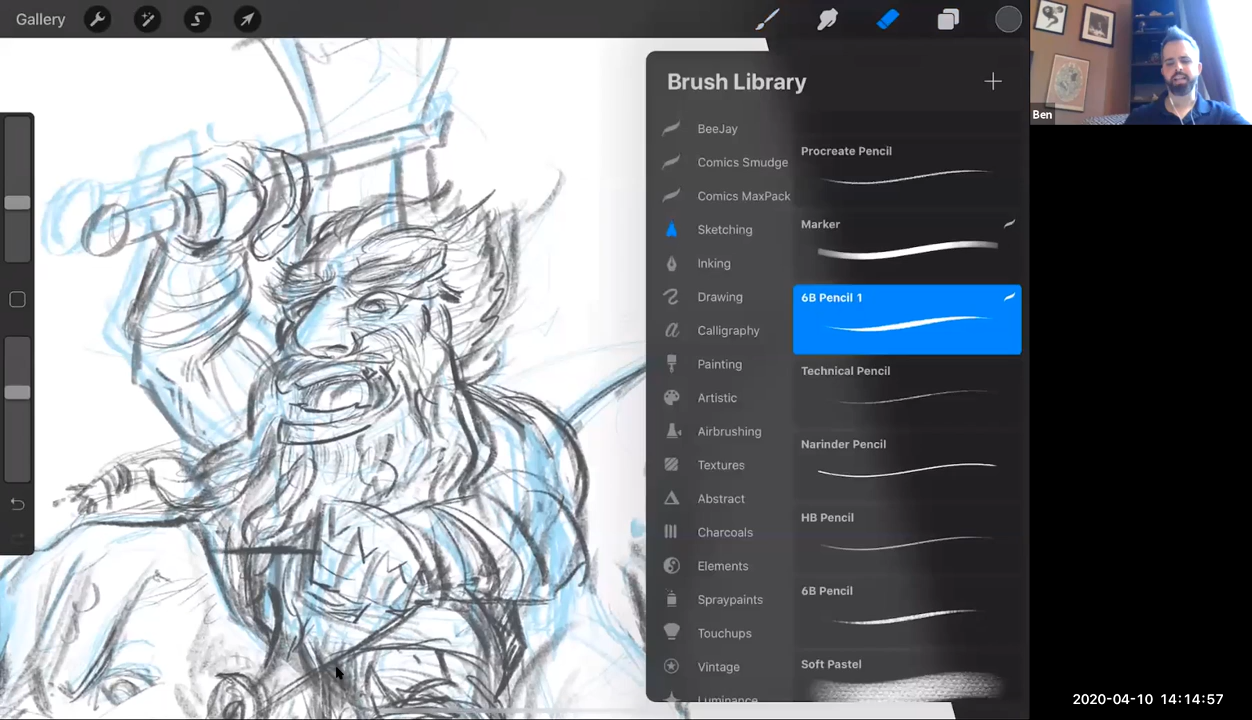 Gallery
Brush Library
BeeJay
Comics Smudge
Comics MaxPack
Sketching
Inking
Drawing
Calligraphy
Painting
Artistic
Airbrushing
Textures
Abstract
Charcoals
Elements
Spraypaints
Touchups
Vintage
Luminance
Procreate Pencil
Marker
6B Pencil 1
Technical Pencil
Narinder Pencil
HB Pencil
6B Pencil
Soft Pastel
Ben
2020-04-10 14:14:57